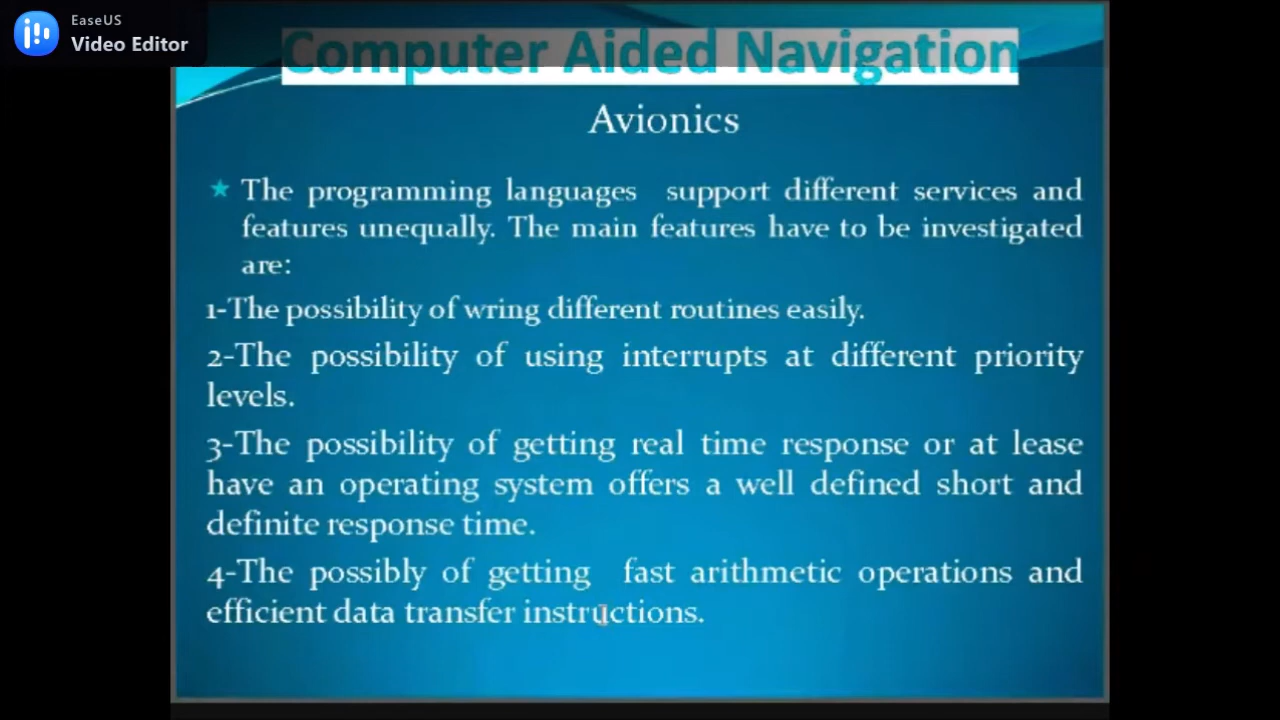 EaseUS
Video Editor
Computer Aided Navigation
Avionics
The programming languages support different services and
features unequally. The main features have to be investigated
are:
1-The possibility of wring different routines easily.
2-The possibility of using interrupts at different priority
levels.
3-The possibility of getting real time response or at lease
have an operating system offers a well defined short and
definite response time.
4-The possibly of getting fast arithmetic operations and
efficient data transfer instructions.